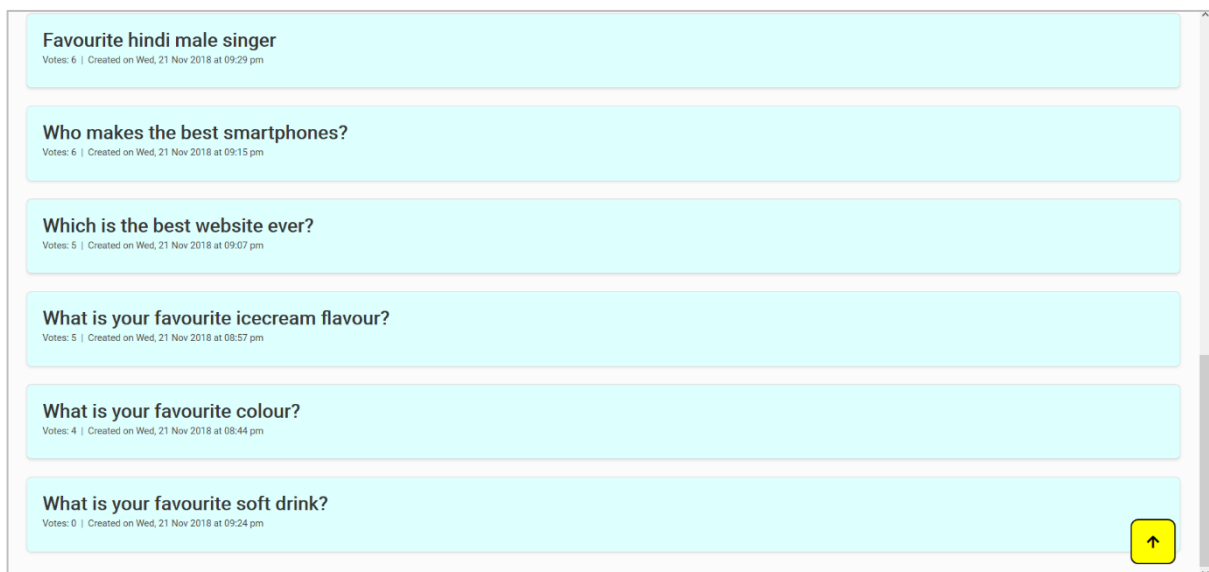 Favourite hindi male singer
Votes: 6 | Created on Wed, 21 Nov 2018 at 09:29 pm
Who makes the best smartphones?
Votes: 6 | Created on Wed, 21 Nov 2018 at 09:15 pm
Which is the best website ever?
Votes: 5 | Created on Wed, 21 Nov 2018 at 09:07 pm
What is your favourite icecream flavour?
Votes: 5 | Created on Wed, 21 Nov 2018 at 08:57 pm
What is your favourite colour?
Votes: 4 | Created on Wed, 21 Nov 2018 at 08:44 pm
What is your favourite soft drink?
Votes: 0 | Created on Wed, 21 Nov 2018 at 09:24 pm